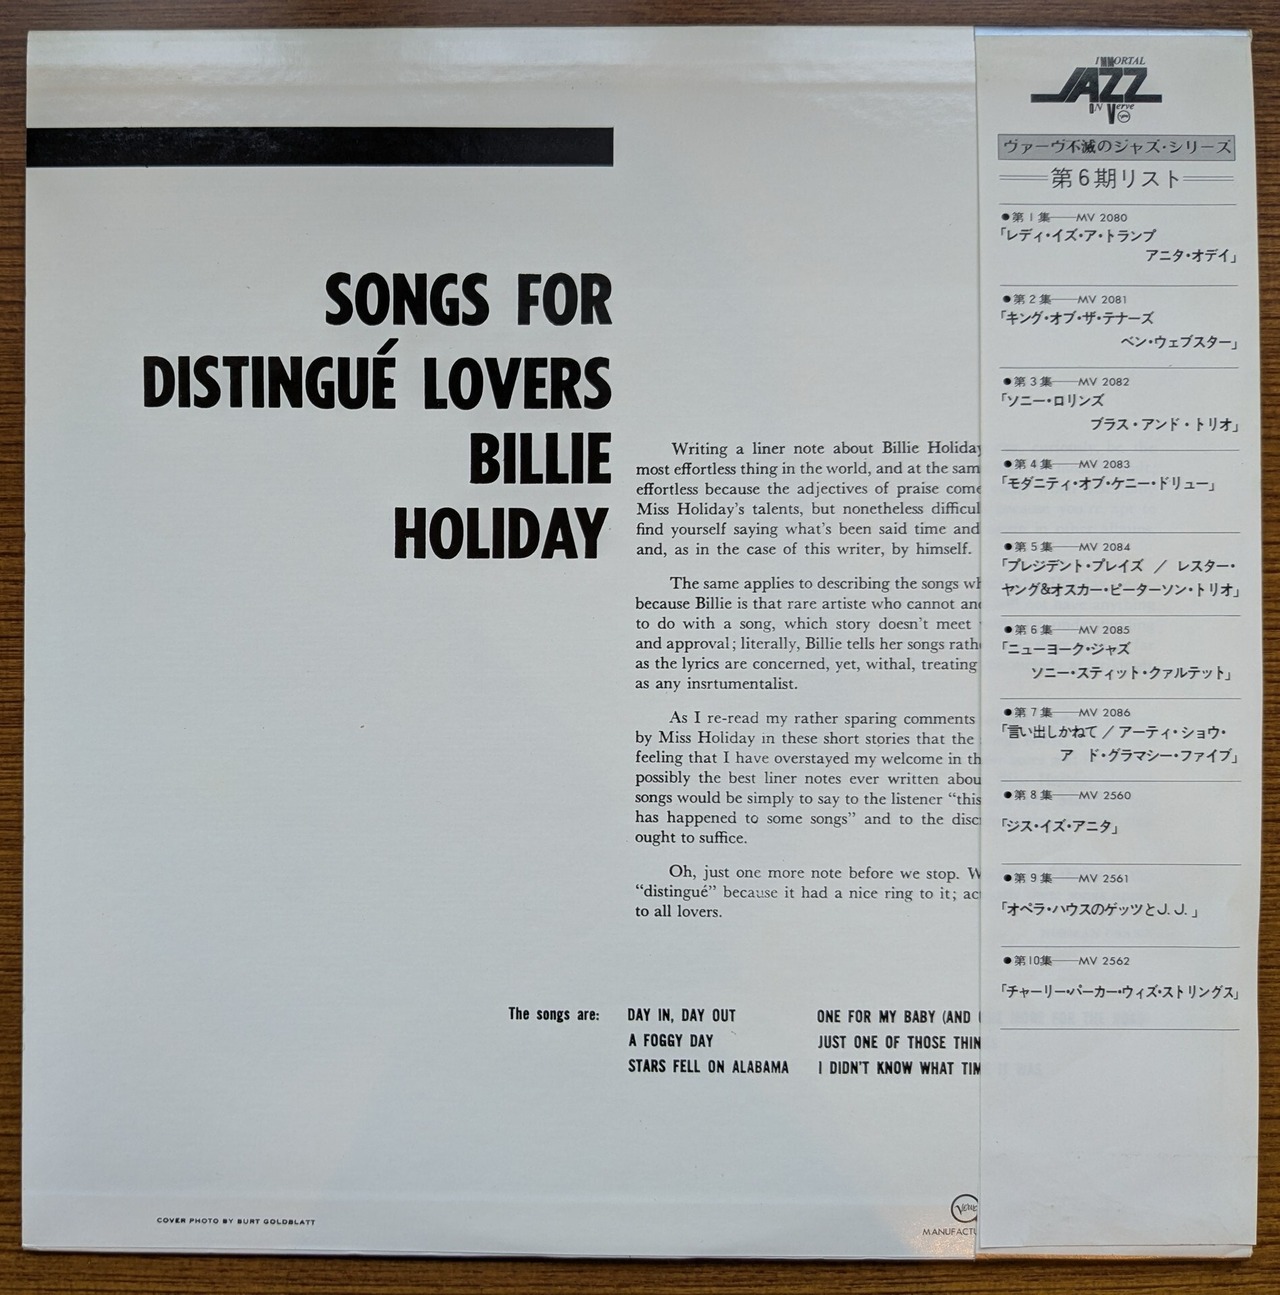 SONGS FOR
DISTINGUÉ LOVERS
BILLIE
HOLIDAY
Writing a liner note about Billie Holiday
most effortless thing in the world, and at the sam
effortless because the adjectives of praise come
Miss Holiday's talents, but nonetheless difficul
find yourself saying what's been said time and
and, as in the case of this writer, by himself.
The same applies to describing the songs wh
because Billie is that rare artiste who cannot and
to do with a song, which story doesn't meet
and approval; literally, Billie tells her songs rath
as the lyrics are concerned, yet, withal, treating
as any insrtumentalist.
As I re-read my rather sparing comments
by Miss Holiday in these short stories that the
feeling that I have overstayed my welcome in th
possibly the best liner notes ever written abou
songs would be simply to say to the listener "this
has happened to some songs" and to the disc
ought to suffice.
Oh, just one more note before we stop. W
"distingué" because it had a nice ring to it; ac
to all lovers.
The songs are:
DAY IN, DAY OUT
A FOGGY DAY
STARS FELL ON ALABAMA
ONE FOR MY BABY (AND
JUST ONE OF THOSE THIN
I DIDN'T KNOW WHAT TIM
COVER PHOTO BY BURT GOLDBLATT
Verve
MANUFACTU
IMMORTAL
JAZZ
ON Verve
ヴァーヴ不滅のジャズ・シリーズ
第6期リスト
●第1集──MV 2080
「レディ・イズ・ア・トランプ
アニタ・オデイ」
●第2集──MV 2081
「キング・オブ・ザ・テナーズ
ベン・ウェブスター」
●第3集──MV 2082
「ソニー・ロリンズ
ブラス・アンド・トリオ」
●第4集──MV 2083
「モダニティ・オブ・ケニー・ドリュー」
●第5集──MV 2084
「プレジデント・プレイズ / レスター・
ヤング&オスカー・ピーターソン・トリオ」
●第6集──MV 2085
「ニューヨーク・ジャズ
ソニー・スティット・クァルテット」
●第7集──MV 2086
「言い出しかねて / アーティ・ショウ・
ア ド・グラマシー・ファイブ」
●第8集──MV 2560
「ジス・イズ・アニタ」
●第9集──MV 2561
「オペラ・ハウスのゲッツとJ. J. 」
●第10集──MV 2562
「チャーリー・パーカー・ウィズ・ストリングス」